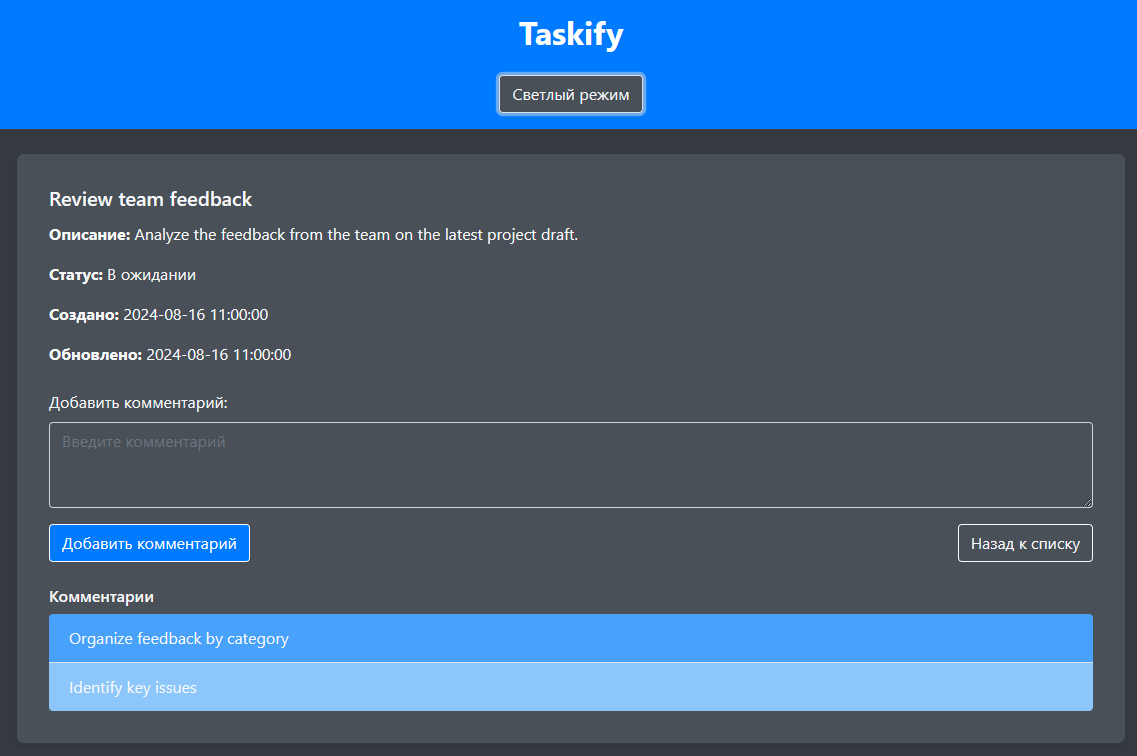 Taskify
Светлый режим
Review team feedback
Описание: Analyze the feedback from the team on the latest project draft.
Статус: В ожидании
Создано: 2024-08-16 11:00:00
Обновлено: 2024-08-16 11:00:00
Добавить комментарий:
Введите комментарий
Добавить комментарий
Назад к списку
Комментарии
Organize feedback by category
Identify key issues